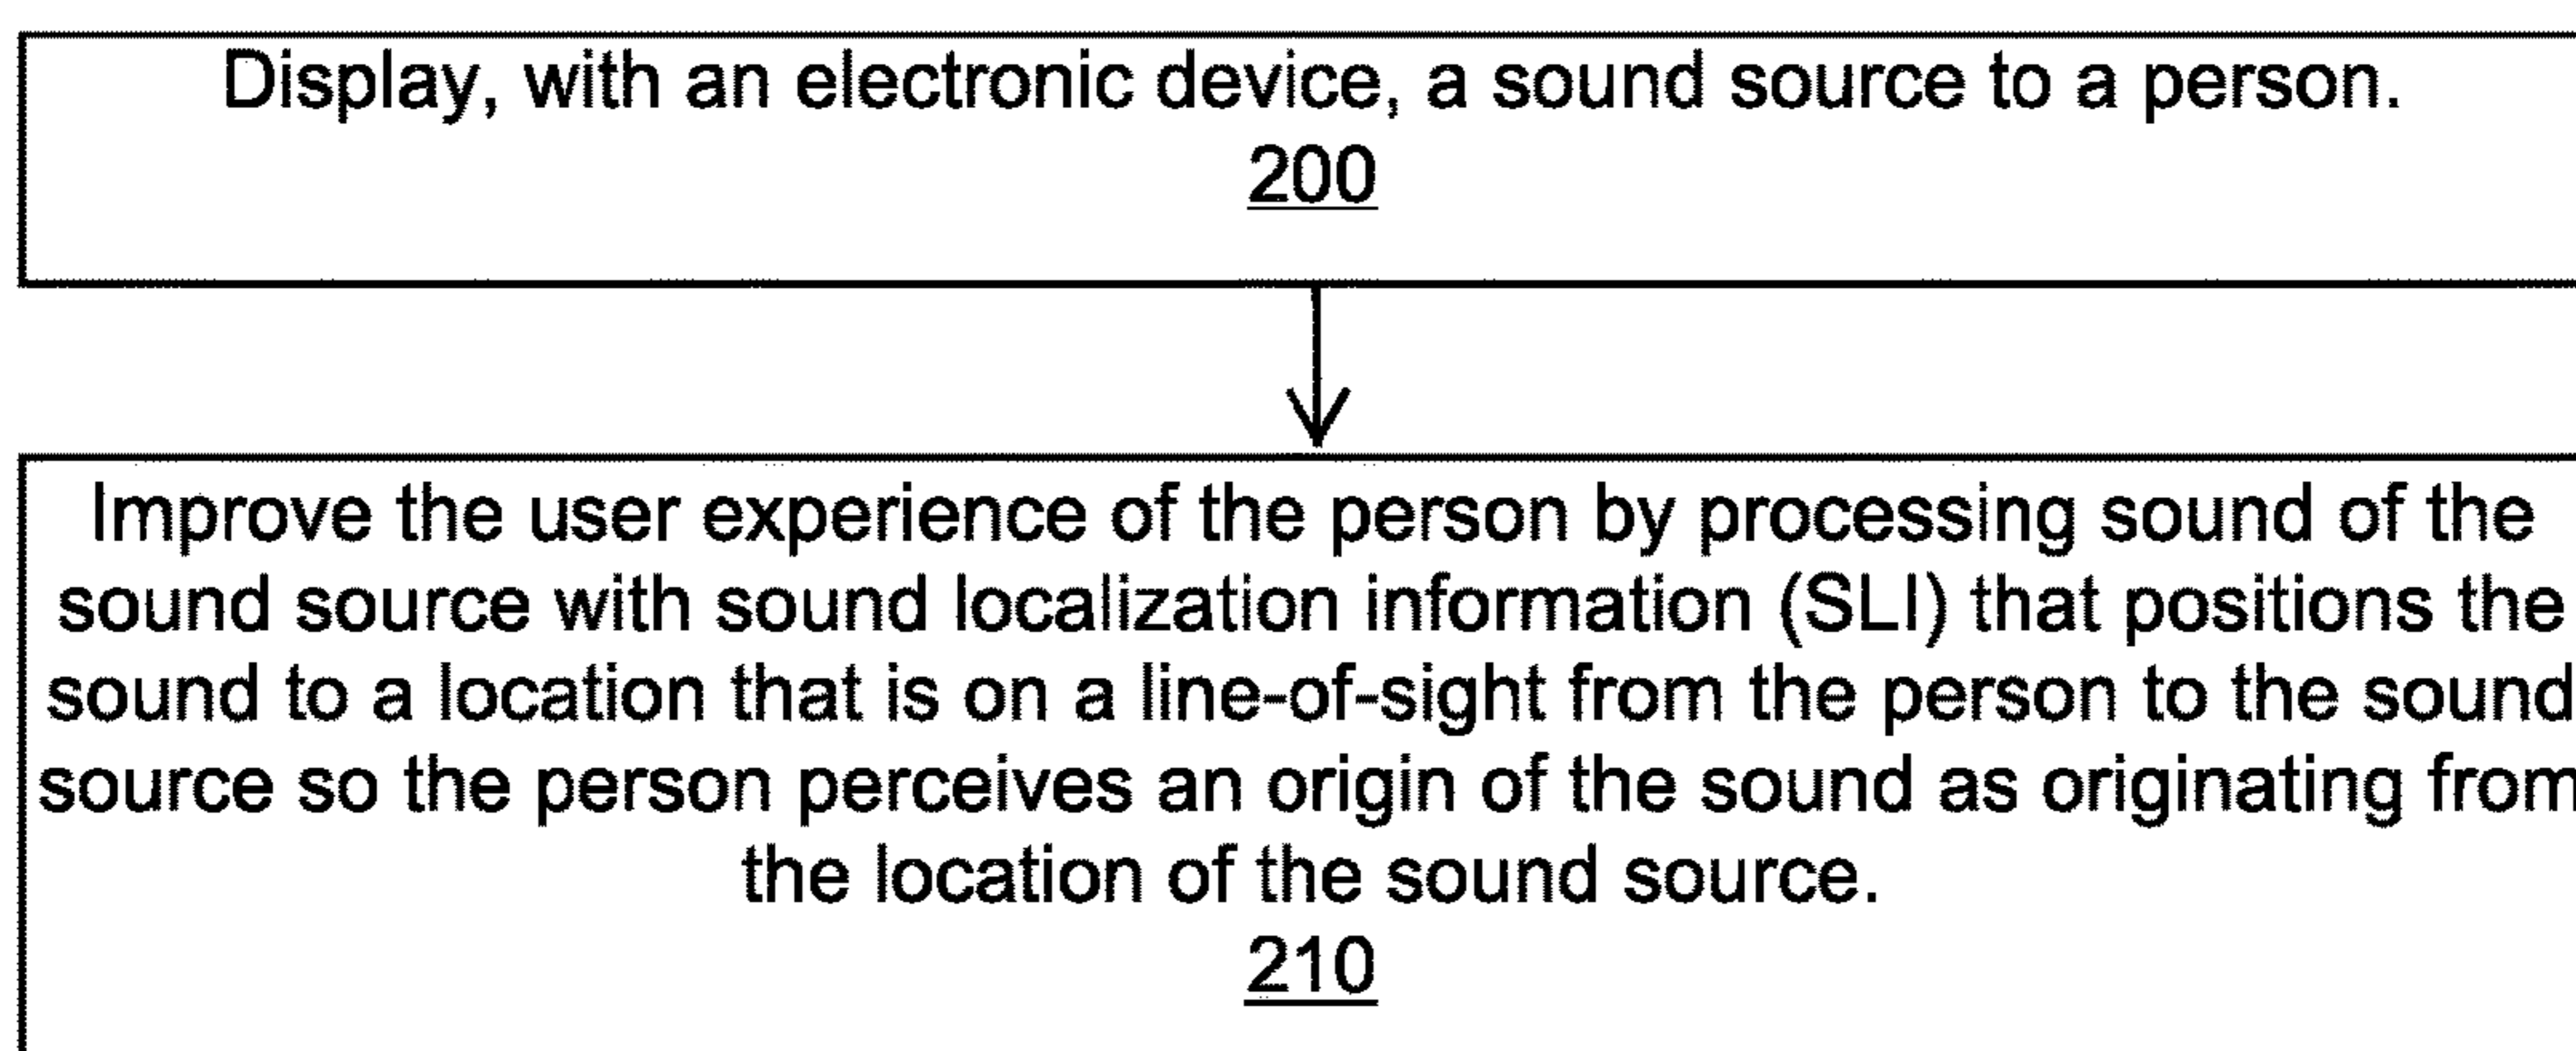 Display, with an electronic device, a sound source to a person.
200
Improve the user experience of the person by processing sound of the
sound source with sound localization information (SLI) that positions the
sound to a location that is on a line-of-sight from the person to the sound
source so the person perceives an origin of the sound as originating from
the location of the sound source.
210